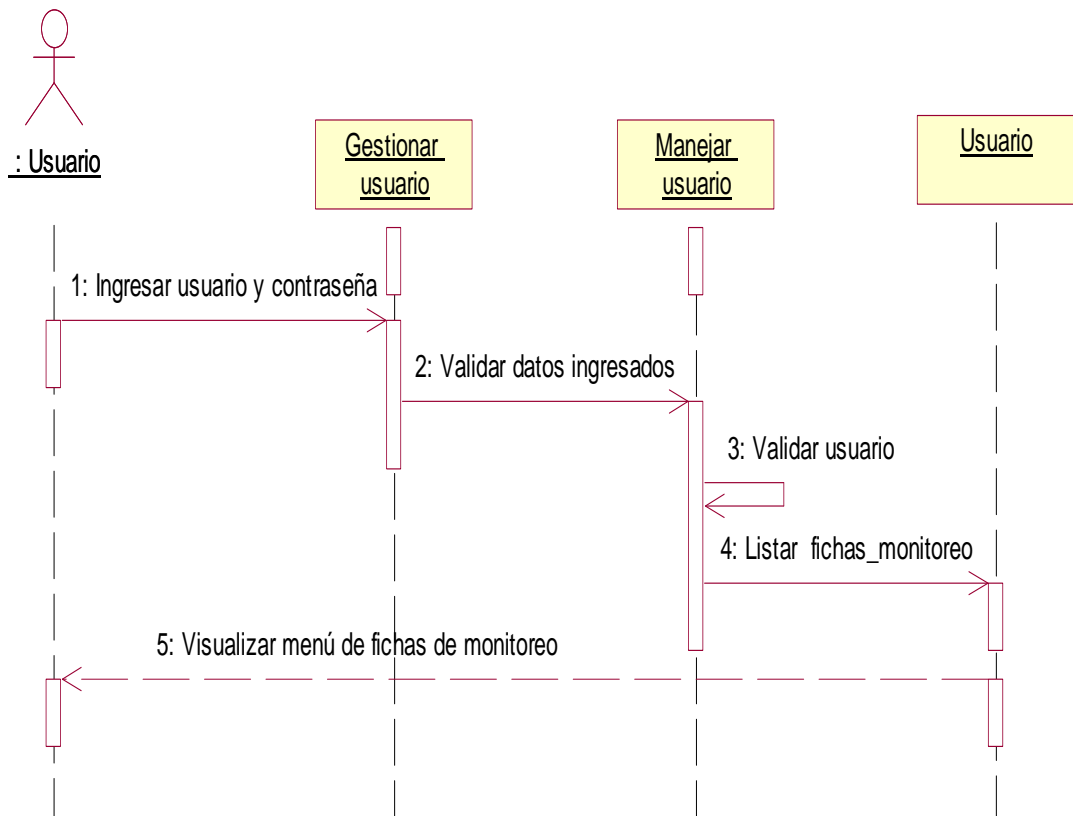 : Usuario
Gestionar
usuario
Manejar
usuario
Usuario
1: Ingresar usuario y contraseña
2: Validar datos ingresados
3: Validar usuario
4: Listar fichas_monitoreo
5: Visualizar menú de fichas de monitoreo